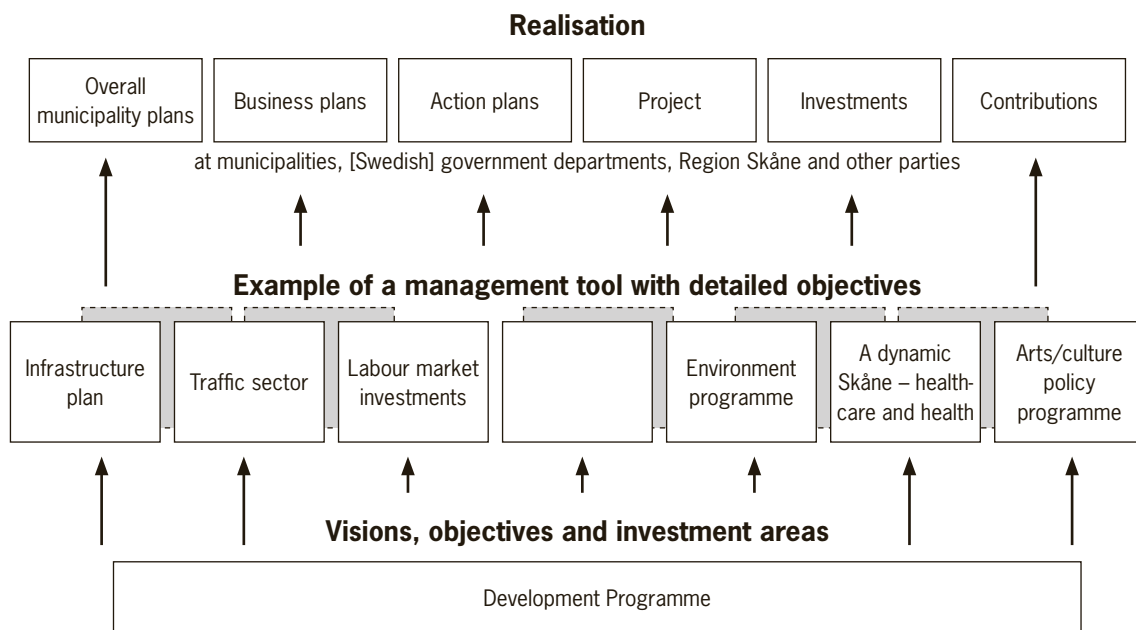 Realisation
Overall
municipality plans
Business plans
Action plans
Project
Investments
Contributions
at municipalities, [Swedish] government departments, Region Skåne and other parties
Example of a management tool with detailed objectives
Infrastructure
plan
Traffic sector
Labour market
investments
Environment
programme
A dynamic
Skåne – health-
care and health
Arts/culture
policy
programme
Visions, objectives and investment areas
Development Programme